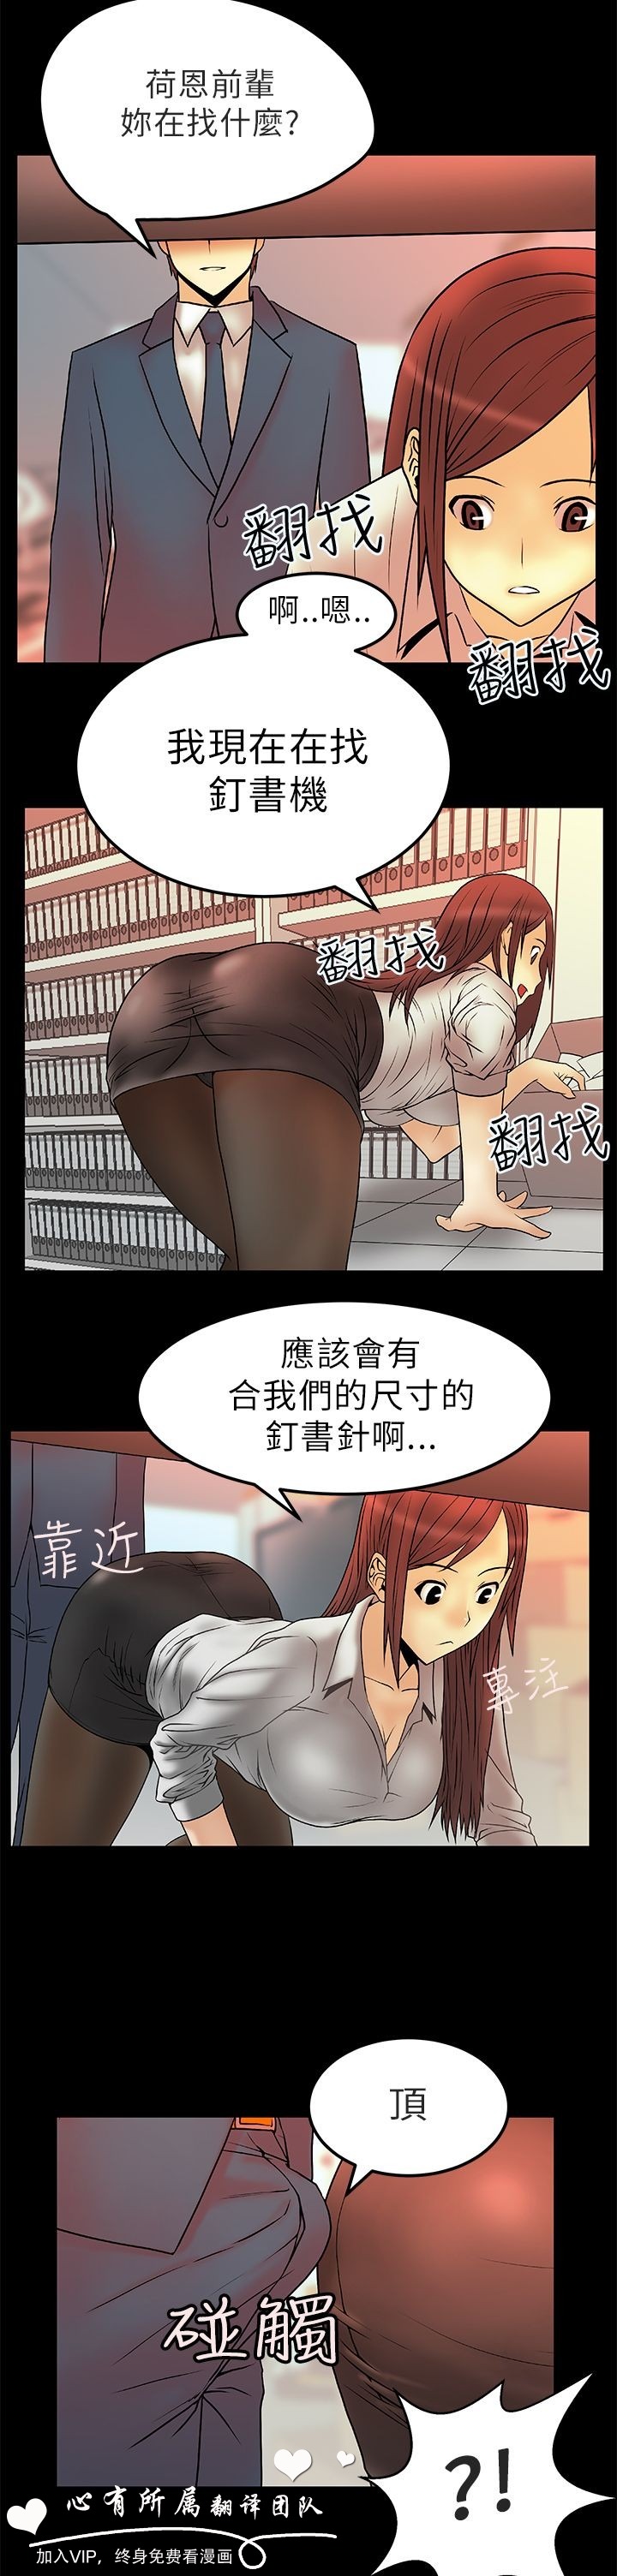 荷恩前輩
妳在找什麼?
翻找
啊..嗯..
翻找
我現在在找
釘書機
翻找
翻找
應該會有
合我們的尺寸的
釘書針啊...
靠近
專注
頂
碰觸
?!
心有所属翻译团队
加入VIP，终身免费看漫画